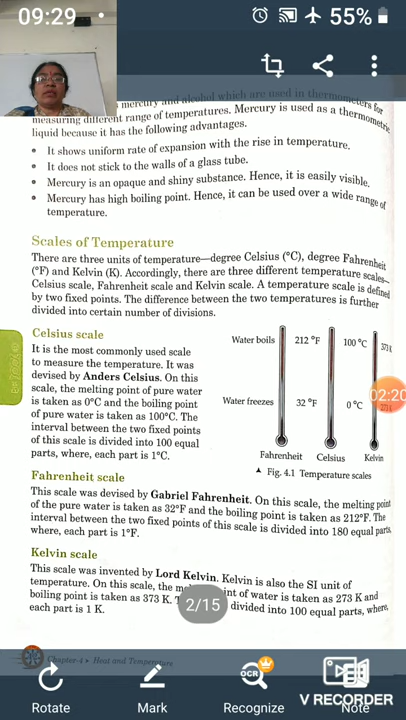 09:29
55%
mercury and alcohol which are used in thermometers for
measuring different range of temperatures. Mercury is used as a thermometric
liquid because it has the following advantages.
• It shows uniform rate of expansion with the rise in temperature.
• It does not stick to the walls of a glass tube.
• Mercury is an opaque and shiny substance. Hence, it is easily visible.
• Mercury has high boiling point. Hence, it can be used over a wide range of
temperature.
Scales of Temperature
There are three units of temperature—degree Celsius (°C), degree Fahrenheit
(°F) and Kelvin (K). Accordingly, there are three different temperature scales—
Celsius scale, Fahrenheit scale and Kelvin scale. A temperature scale is defined
by two fixed points. The difference between the two temperatures is further
divided into certain number of divisions.
Celsius scale
It is the most commonly used scale
to measure the temperature. It was
devised by Anders Celsius. On this
scale, the melting point of pure water
is taken as 0°C and the boiling point
of pure water is taken as 100°C. The
interval between the two fixed points
of this scale is divided into 100 equal
parts, where, each part is 1°C.
Water boils 212 °F 100 °C 373 K
02:20
Water freezes 32 °F 0 °C
Fahrenheit Celsius Kelvin
▲ Fig. 4.1 Temperature scales
Fahrenheit scale
This scale was devised by Gabriel Fahrenheit. On this scale, the melting point
of the pure water is taken as 32°F and the boiling point is taken as 212°F. The
interval between the two fixed points of this scale is divided into 180 equal parts,
where, each part is 1°F.
Kelvin scale
This scale was invented by Lord Kelvin. Kelvin is also the SI unit of
temperature. On this scale, the int of water is taken as 273 K and
boiling point is taken as 373 K. divided into 100 equal parts, where,
each part is 1 K.
2/15
Chapter-4 ▸ Heat and Temperature
OCR
V RECORDER
Rotate Mark Recognize Note